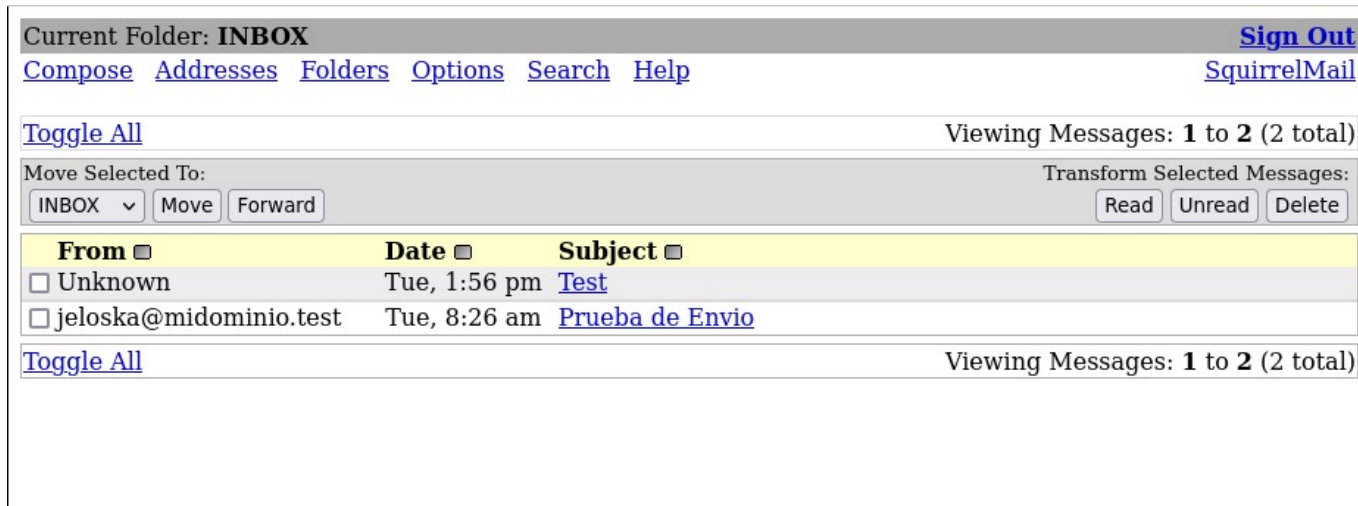 Current Folder: INBOX Sign Out
Compose Addresses Folders Options Search Help SquirrelMail
Toggle All Viewing Messages: 1 to 2 (2 total)
Move Selected To: Transform Selected Messages:
INBOX Move Forward Read Unread Delete
From Date Subject
Unknown Tue, 1:56 pm Test
jeloska@midominio.test Tue, 8:26 am Prueba de Envio
Toggle All Viewing Messages: 1 to 2 (2 total)